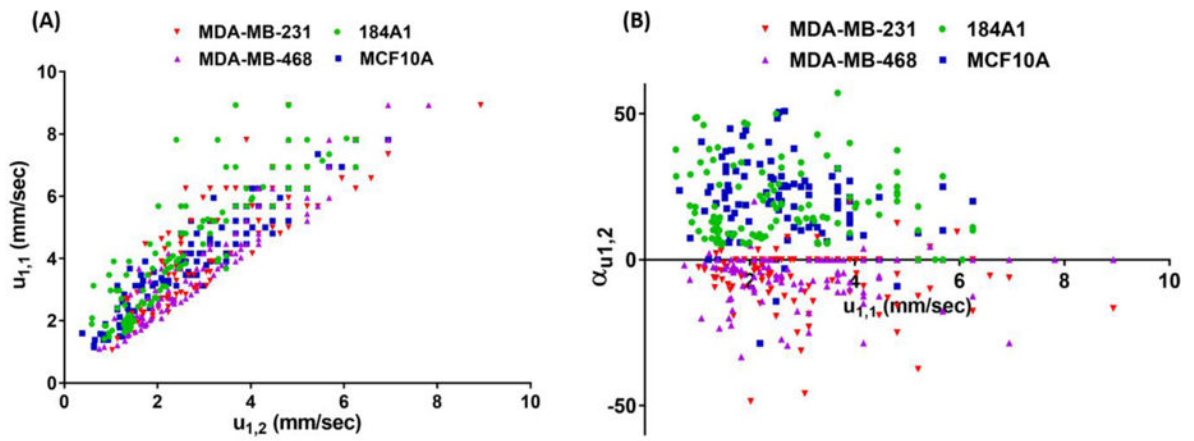 (A)
MDA-MB-231 184A1
MDA-MB-468 MCF10A
10
8
6
4
2
0
0 2 4 6 8 10
u1,1 (mm/sec)
u1,2 (mm/sec)
(B)
MDA-MB-231 184A1
MDA-MB-468 MCF10A
50
0
-50
2 4 6 8 10
αu1,2
u1,1 (mm/sec)